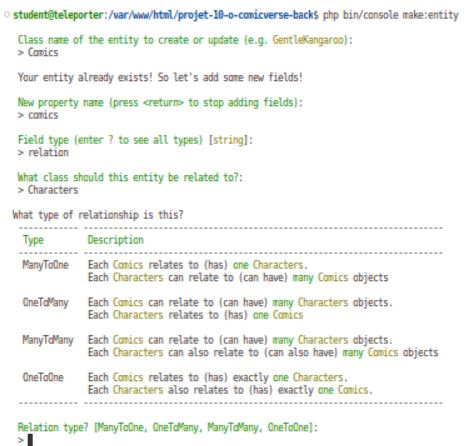 student@teleporter:/var/www/html/projet-10-o-comicverse-back$ php bin/console make:entity
Class name of the entity to create or update (e.g. GentleKangaroo):
> Comics
Your entity already exists! So let's add some new fields!
New property name (press <return> to stop adding fields):
> comics
Field type (enter ? to see all types) [string]:
> relation
What class should this entity be related to?:
> Characters
What type of relationship is this?
Type Description
ManyToOne Each Comics relates to (has) one Characters.
Each Characters can relate to (can have) many Comics objects
OneToMany Each Comics can relate to (can have) many Characters objects.
Each Characters relates to (has) one Comics
ManyToMany Each Comics can relate to (can have) many Characters objects.
Each Characters can also relate to (can also have) many Comics objects
OneToOne Each Comics relates to (has) exactly one Characters.
Each Characters also relates to (has) exactly one Comics.
Relation type? [ManyToOne, OneToMany, ManyToMany, OneToOne]:
>